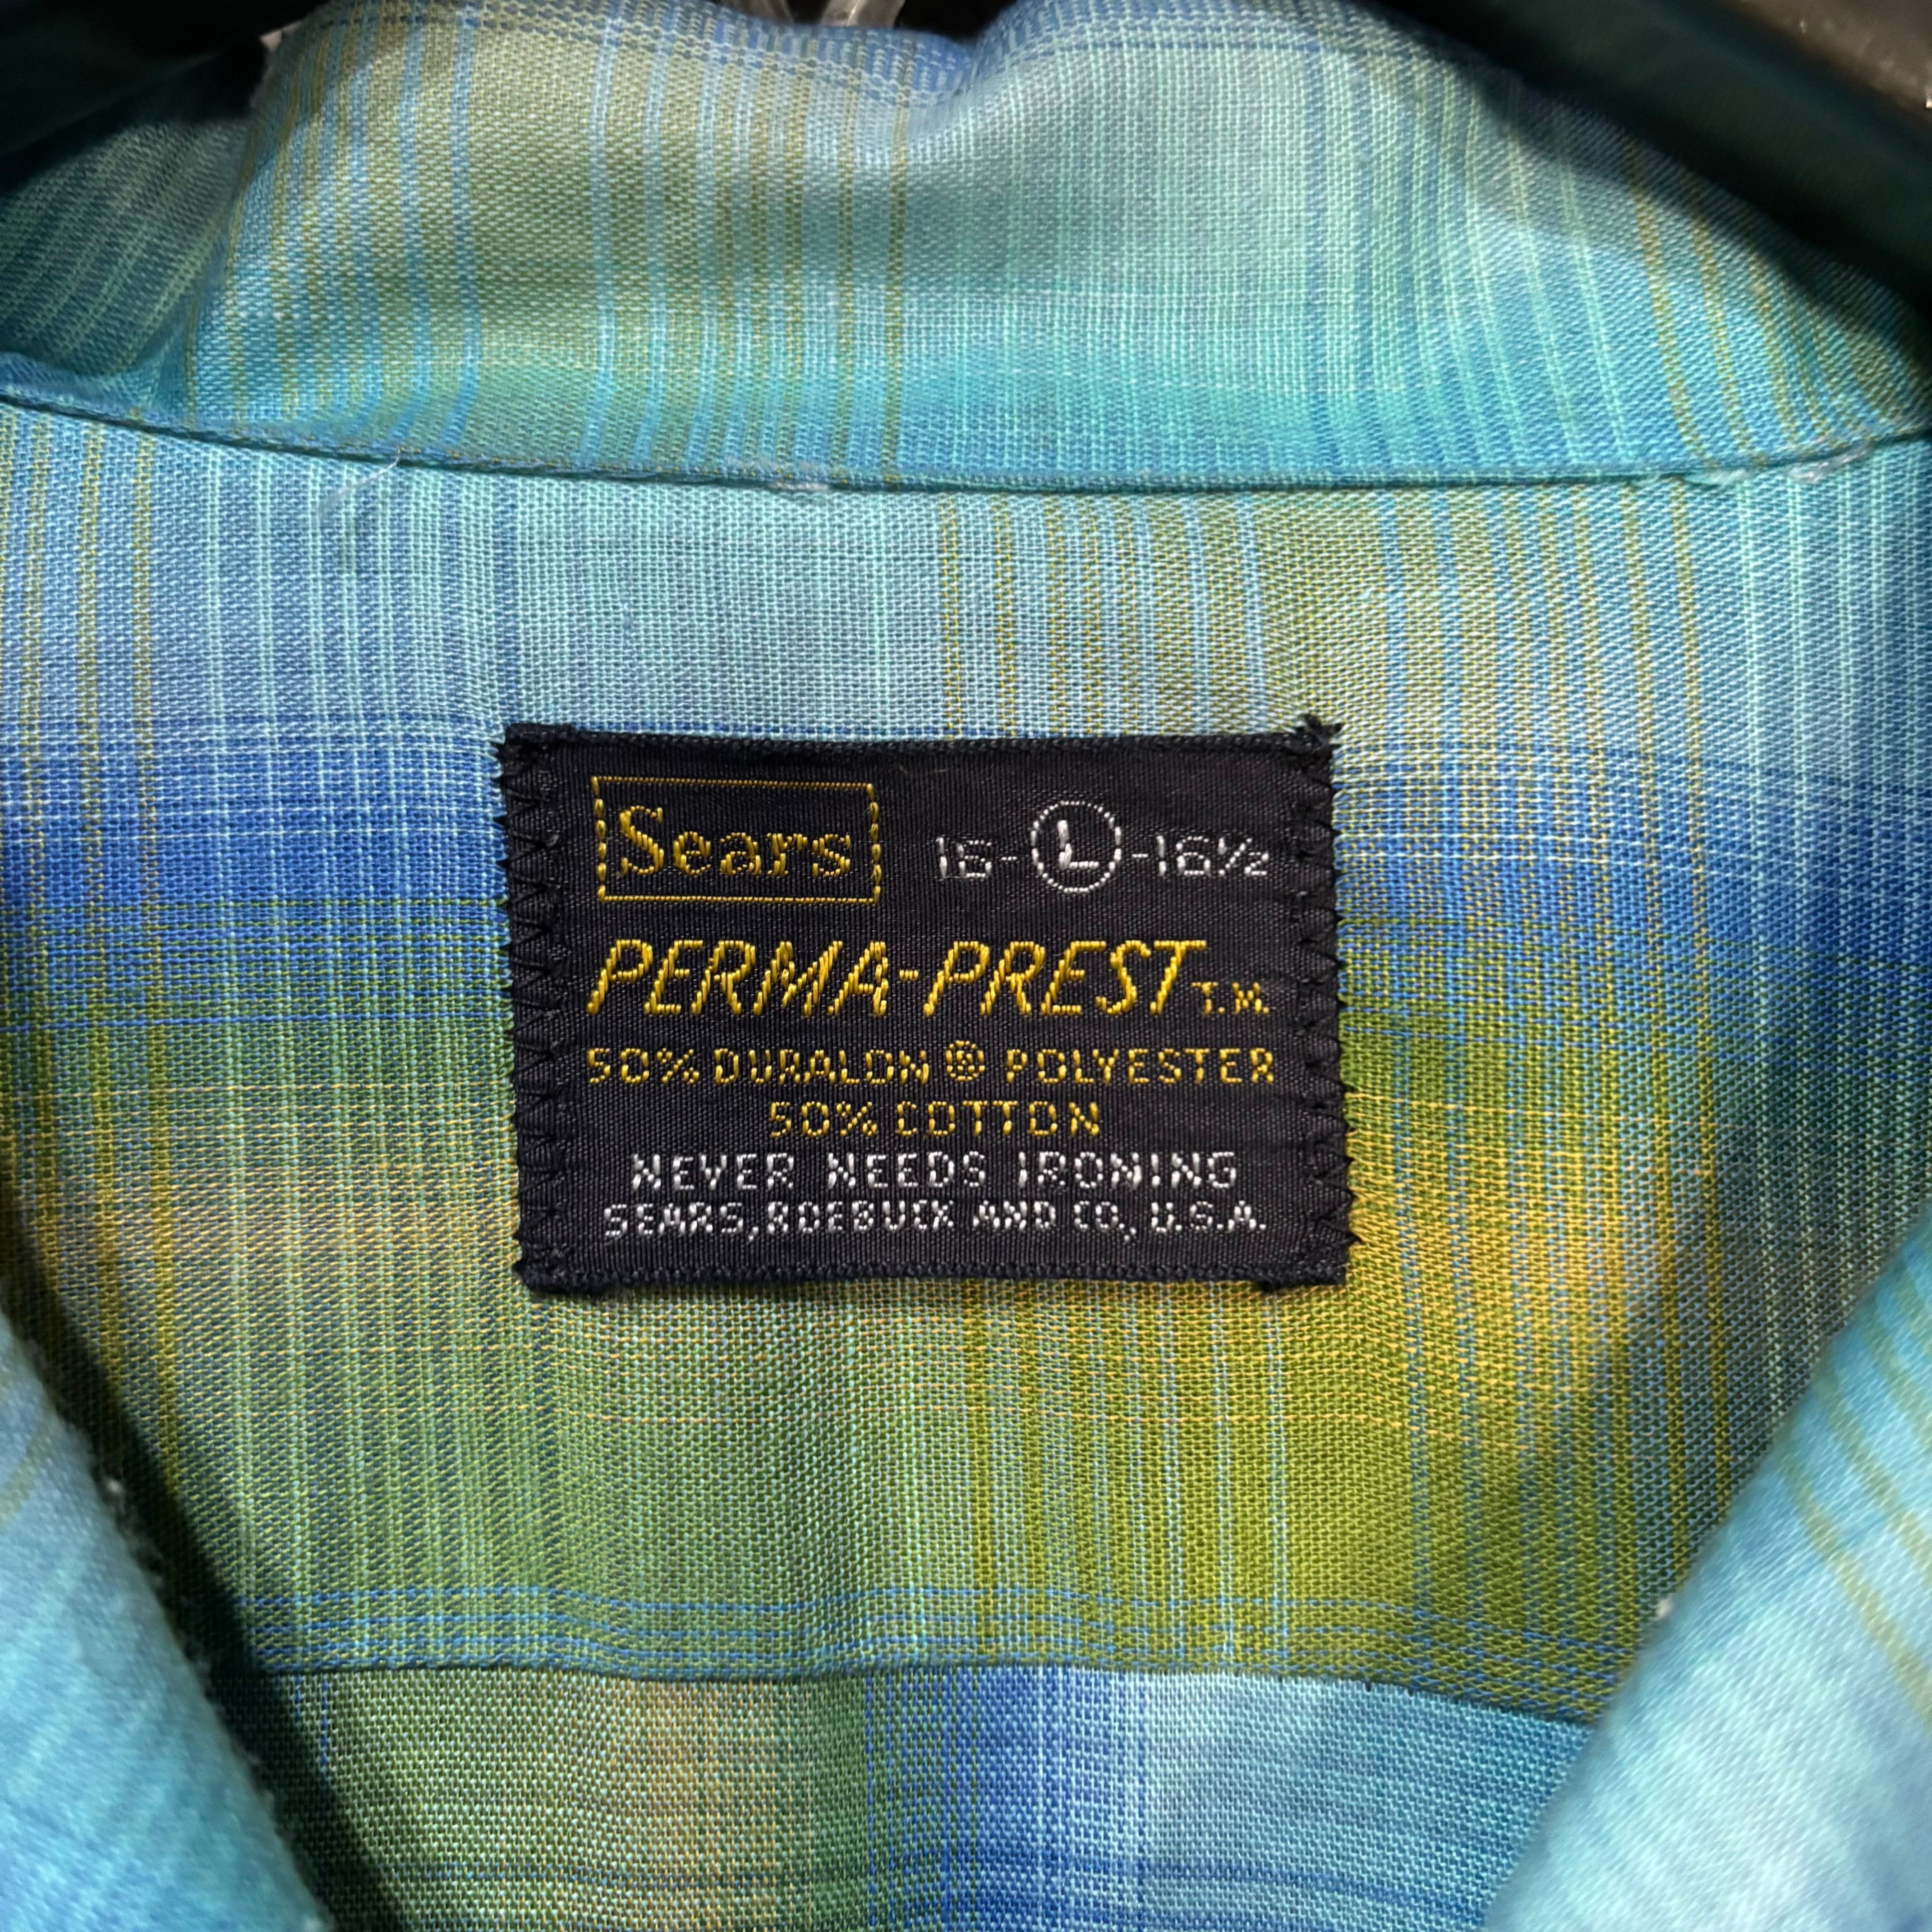 Sears 16-L-16½
PERMA-PREST T.M.
50% DURALON ® POLYESTER
50% COTTON
NEVER NEEDS IRONING
SEARS, ROEBUCK AND CO., U.S.A.